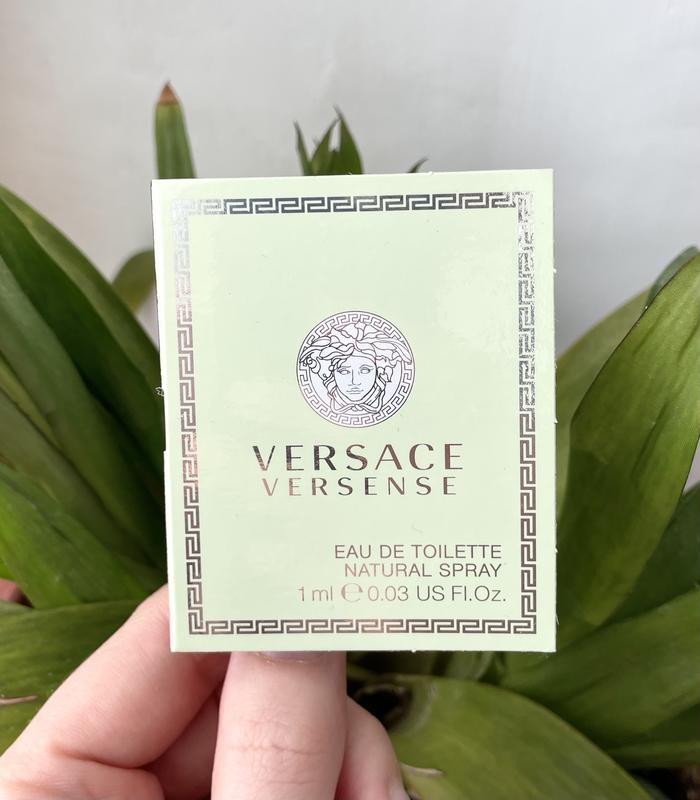 VERSACE
VERSENSE
EAU DE TOILETTE
NATURAL SPRAY
1 ml ℮ 0.03 US Fl.Oz.